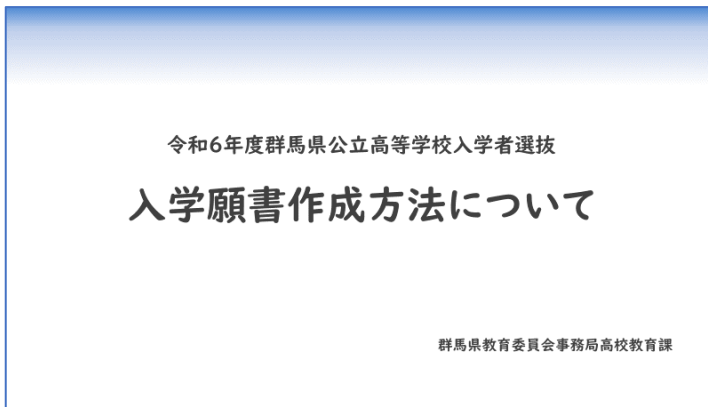 令和6年度群馬県公立高等学校入学者選抜
入学願書作成方法について
群馬県教育委員会事務局高校教育課